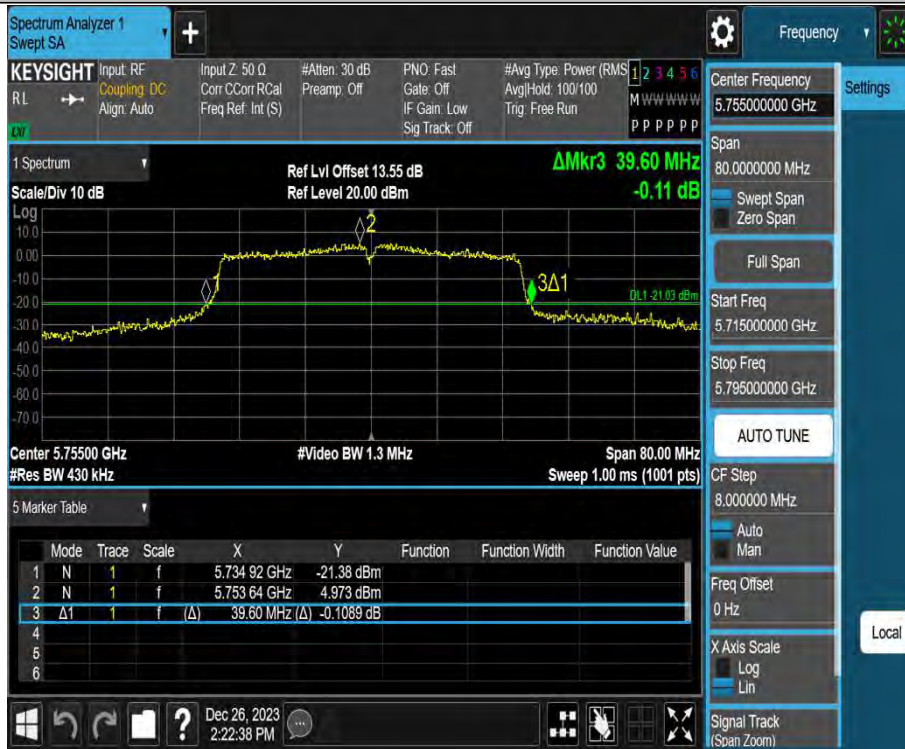 Spectrum Analyzer 1
Swept SA
+
Frequency
KEYSIGHT
RL
LXI
Input: RF
Coupling: DC
Align: Auto
Input Z: 50 Ω
Corr CCorr RCal
Freq Ref: Int (S)
#Atten: 30 dB
Preamp: Off
PNO: Fast
Gate: Off
IF Gain: Low
Sig Track: Off
#Avg Type: Power (RMS
Avg|Hold: 100/100
Trig: Free Run
1 2 3 4 5 6
M W W W W W
P P P P P P
1 Spectrum
Scale/Div 10 dB
Ref Lvl Offset 13.55 dB
Ref Level 20.00 dBm
ΔMkr3 39.60 MHz
-0.11 dB
Log
10.0
0.00
-10.0
-20.0
-30.0
-40.0
-50.0
-60.0
-70.0
1
2
3Δ1
DL1 -21.03 dBm
Center 5.75500 GHz
#Video BW 1.3 MHz
Span 80.00 MHz
#Res BW 430 kHz
Sweep 1.00 ms (1001 pts)
5 Marker Table
Mode Trace Scale X Y Function Function Width Function Value
1 N 1 f 5.734 92 GHz -21.38 dBm
2 N 1 f 5.753 64 GHz 4.973 dBm
3 Δ1 1 f (Δ) 39.60 MHz (Δ) -0.1089 dB
4
5
6
?
Dec 26, 2023
2:22:38 PM
Center Frequency
5.755000000 GHz
Settings
Span
80.0000000 MHz
Swept Span
Zero Span
Full Span
Start Freq
5.715000000 GHz
Stop Freq
5.795000000 GHz
AUTO TUNE
CF Step
8.000000 MHz
Auto
Man
Freq Offset
0 Hz
Local
X Axis Scale
Log
Lin
Signal Track
(Span Zoom)